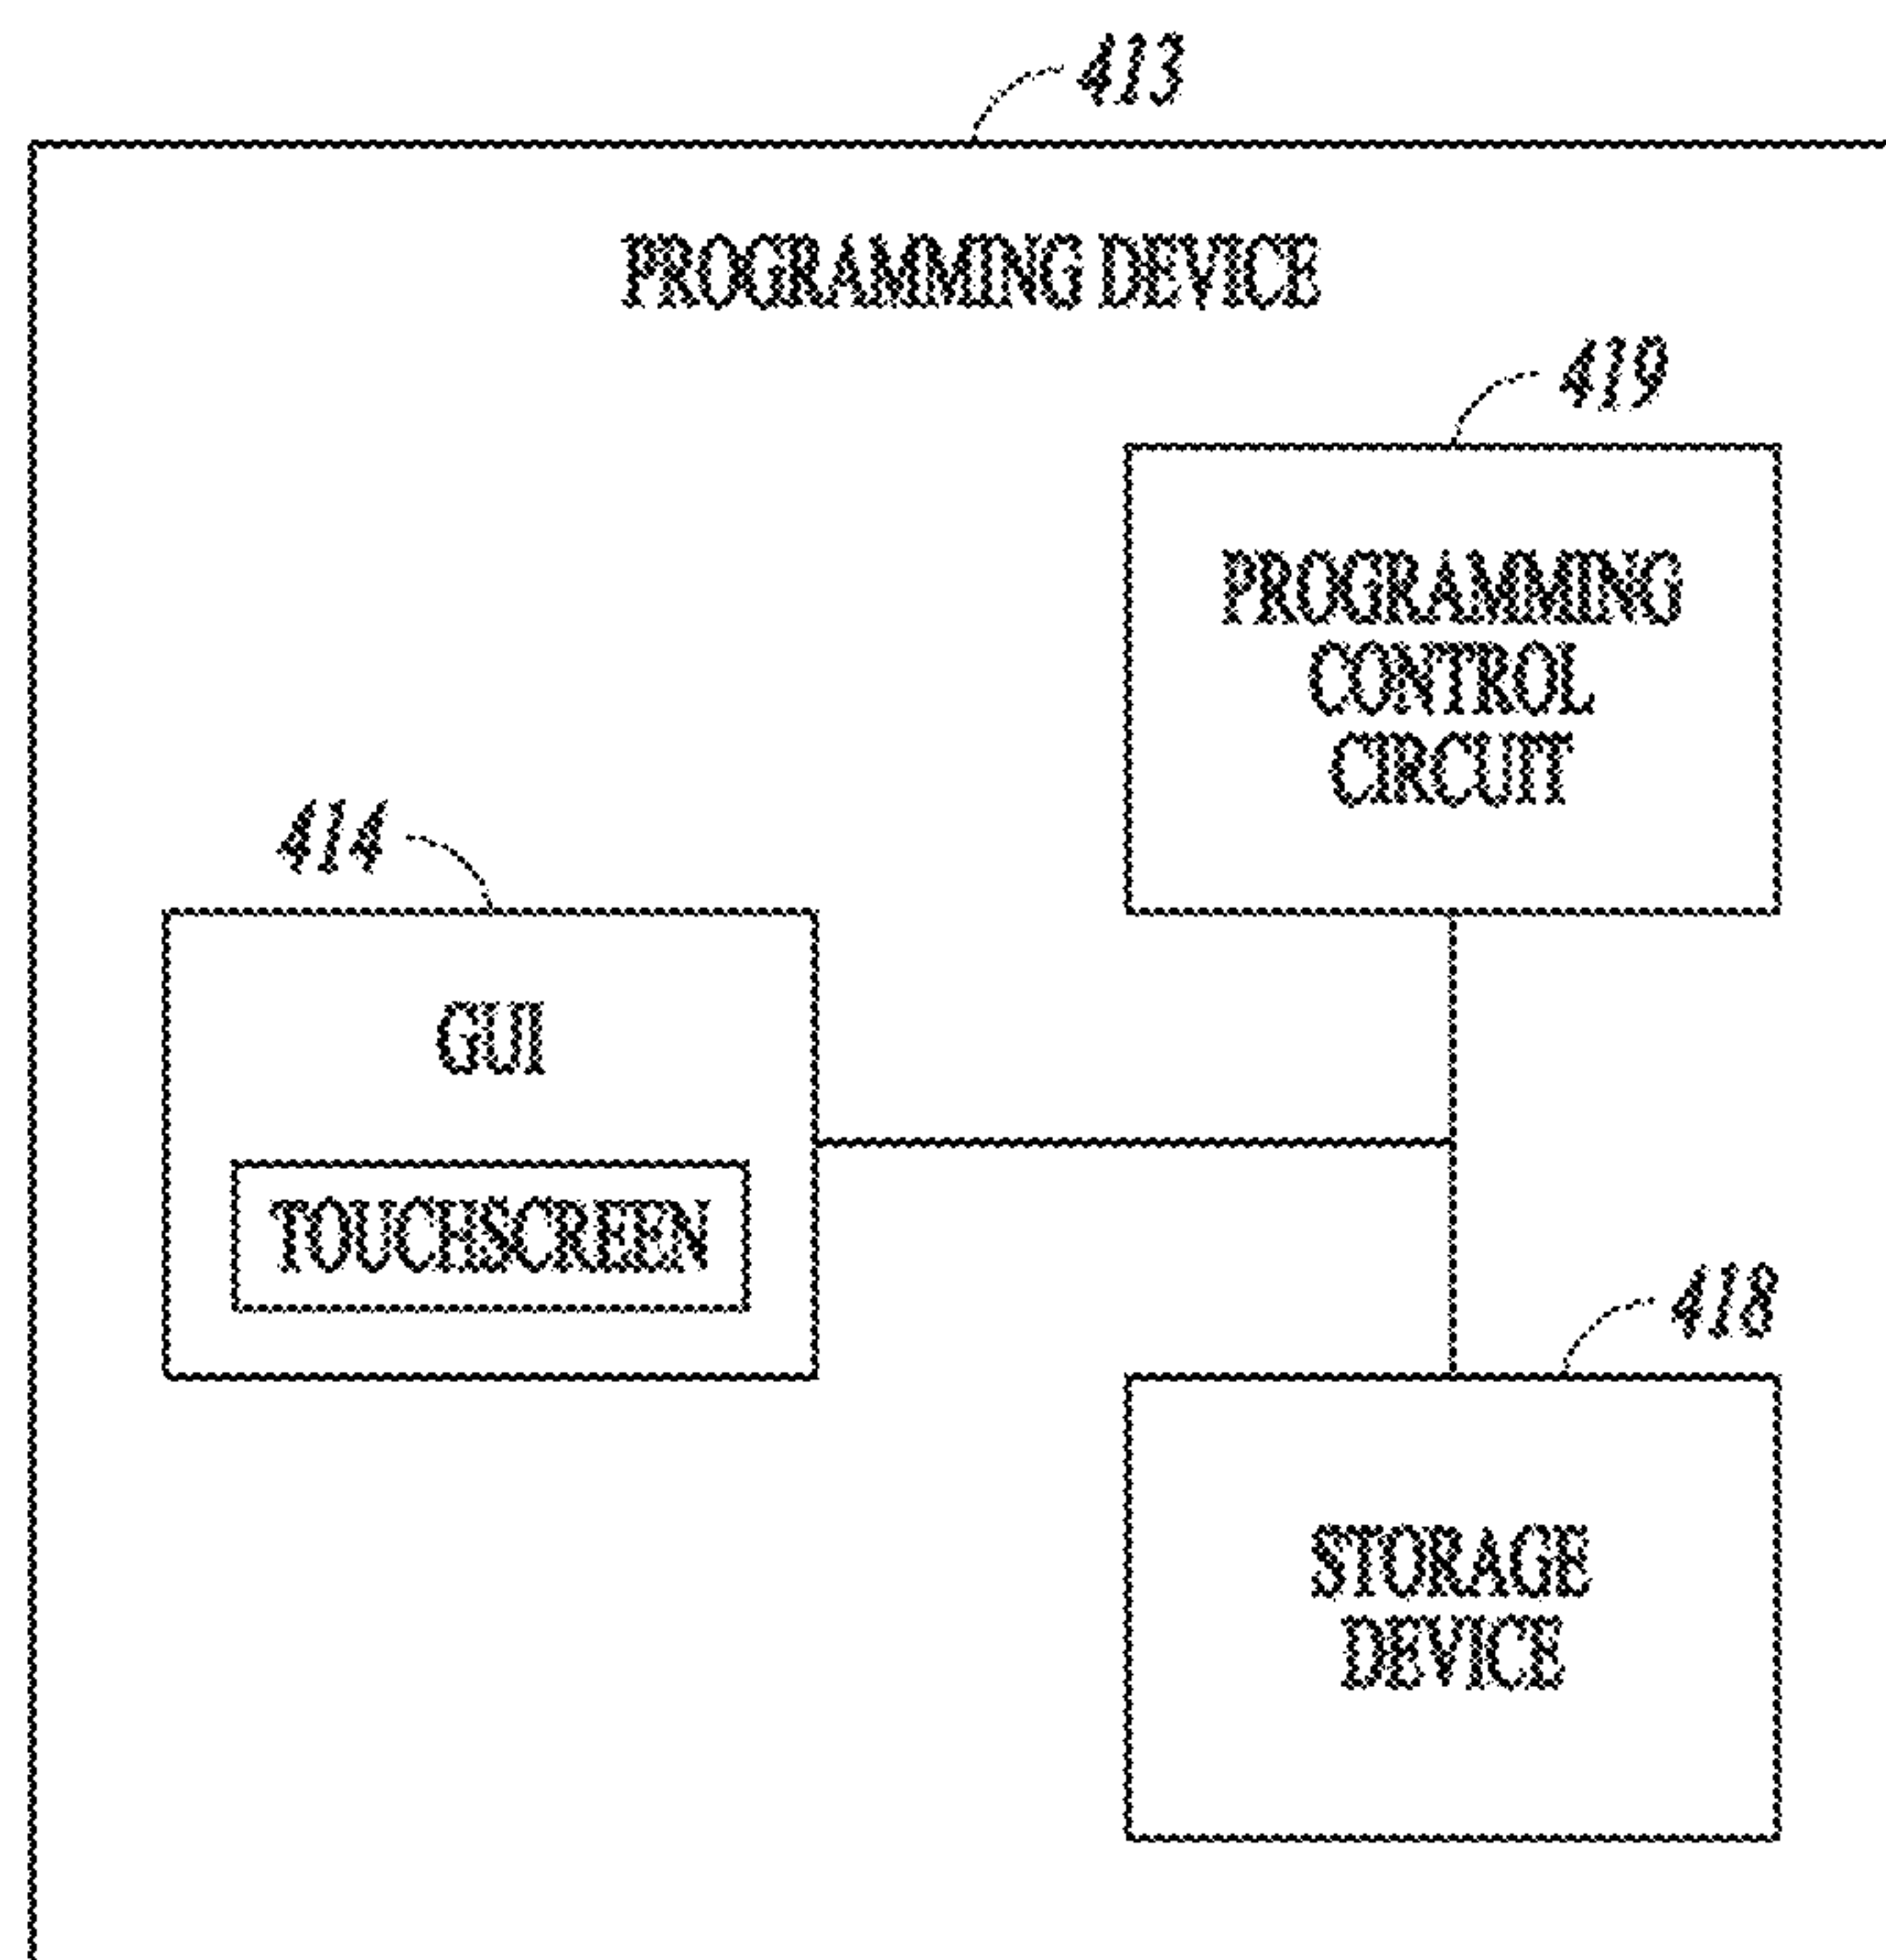 413
PROGRAMMING DEVICE
419
PROGRAMMING
CONTROL
CIRCUIT
414
GUI
TOUCHSCREEN
418
STORAGE
DEVICE